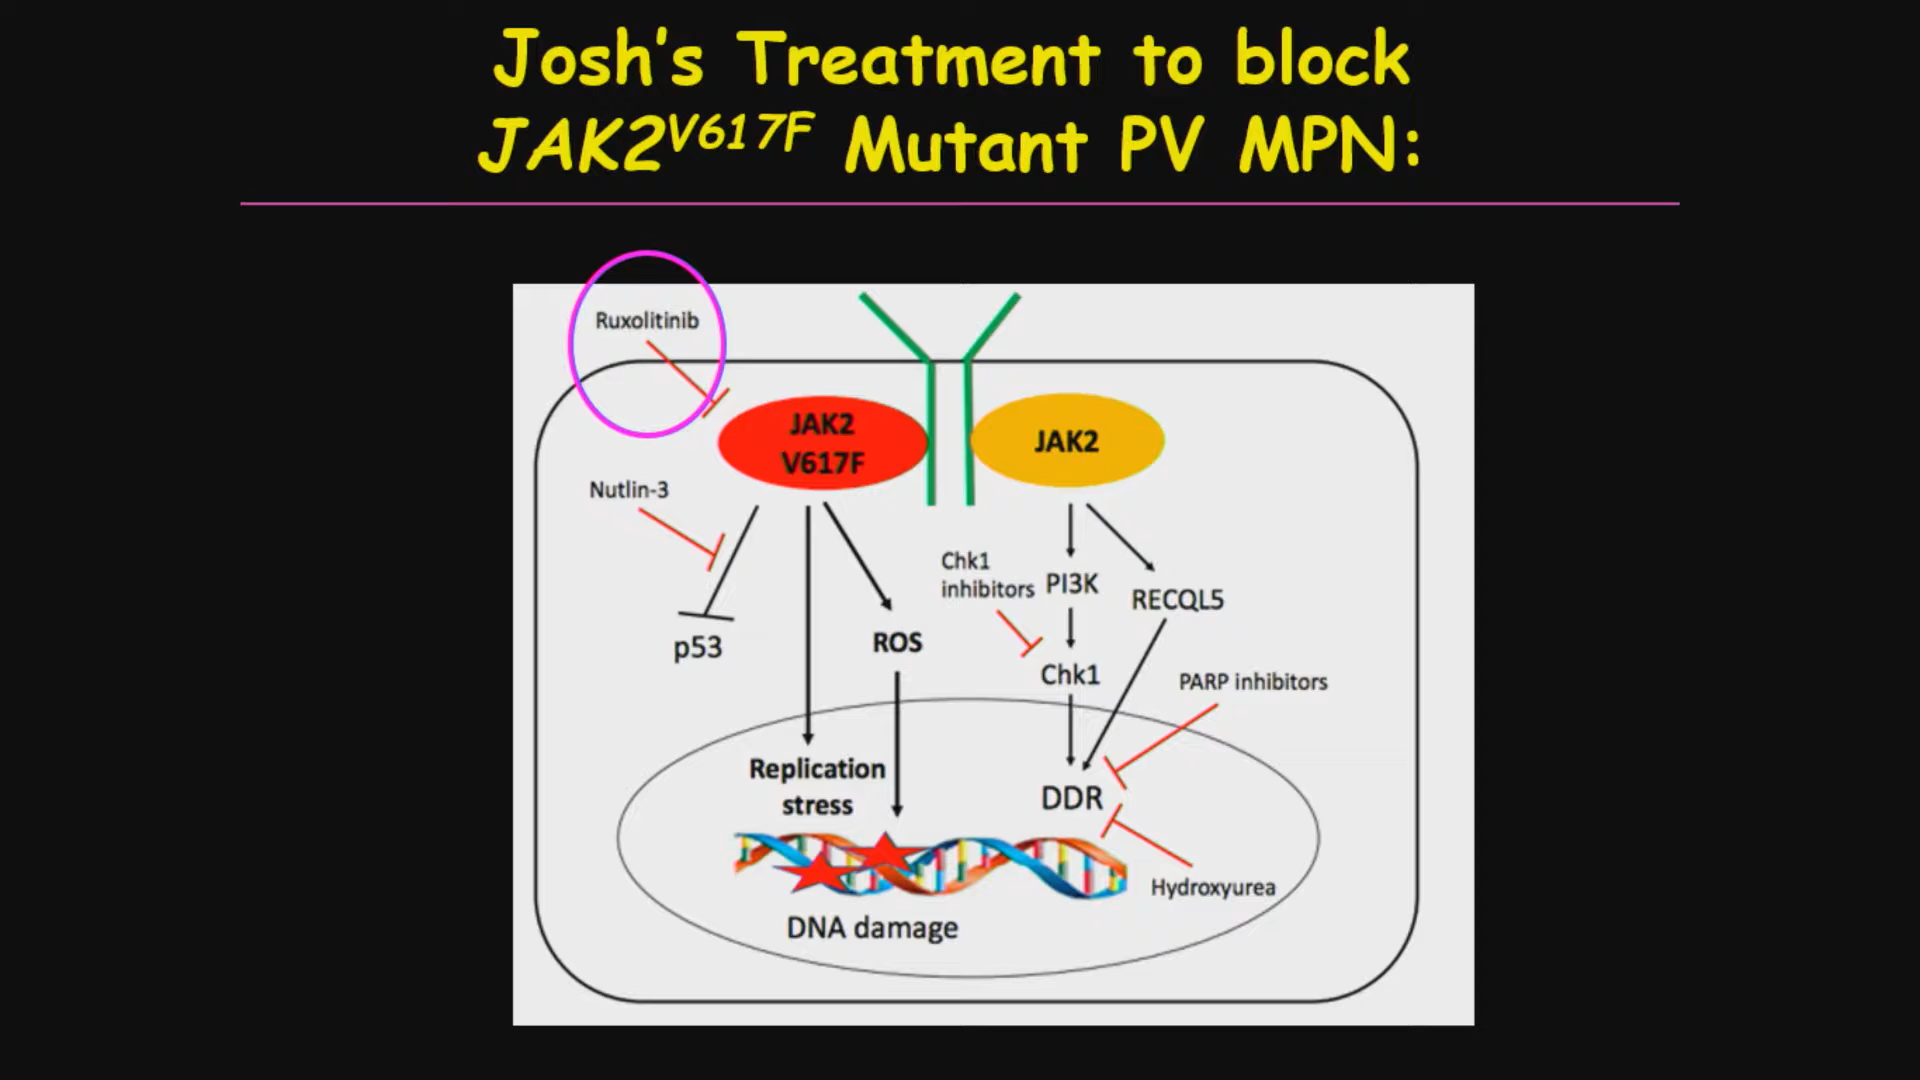 Josh's Treatment to block
JAK2V617F Mutant PV MPN:
Ruxolitinib
JAK2
V617F
JAK2
Nutlin-3
Chk1
inhibitors
PI3K
RECQL5
p53
ROS
Chk1
PARP inhibitors
Replication
stress
DDR
Hydroxyurea
DNA damage